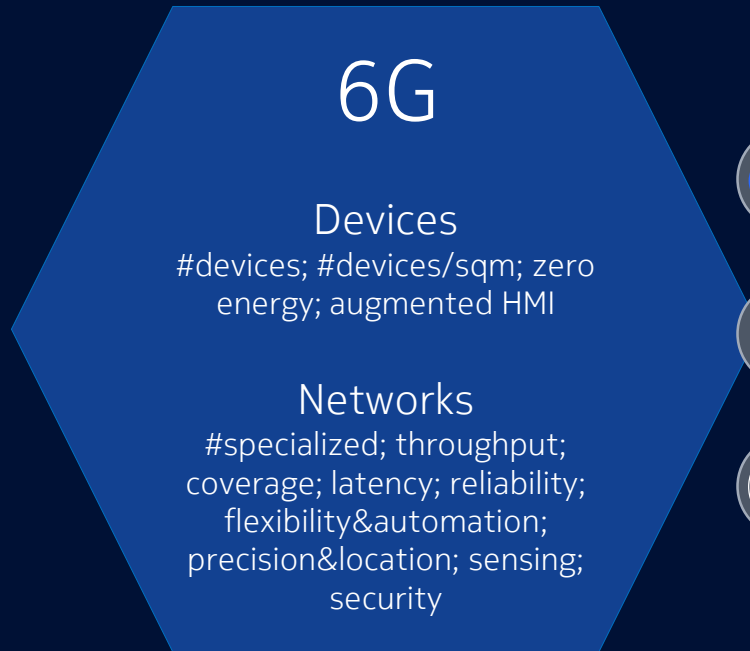 6G
Devices
#devices; #devices/sqm; zero
energy; augmented HMI
Networks
#specialized; throughput;
coverage; latency; reliability;
flexibility&automation;
precision&location; sensing;
security